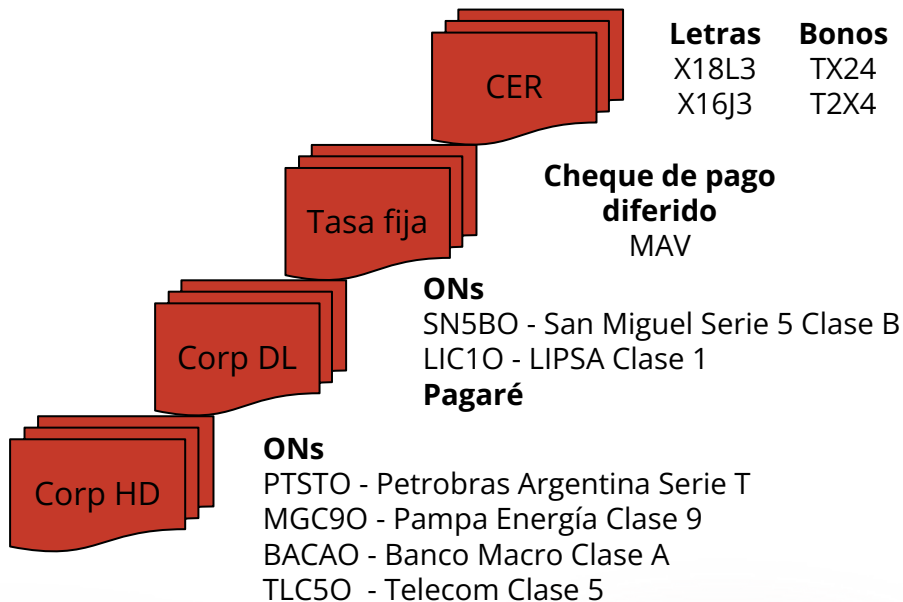 CER
Letras Bonos
X18L3 TX24
X16J3 T2X4
Tasa fija
Cheque de pago
diferido
MAV
Corp DL
ONs
SN5BO - San Miguel Serie 5 Clase B
LIC1O - LIPSA Clase 1
Pagaré
Corp HD
ONs
PTSTO - Petrobras Argentina Serie T
MGC9O - Pampa Energía Clase 9
BACAO - Banco Macro Clase A
TLC5O - Telecom Clase 5